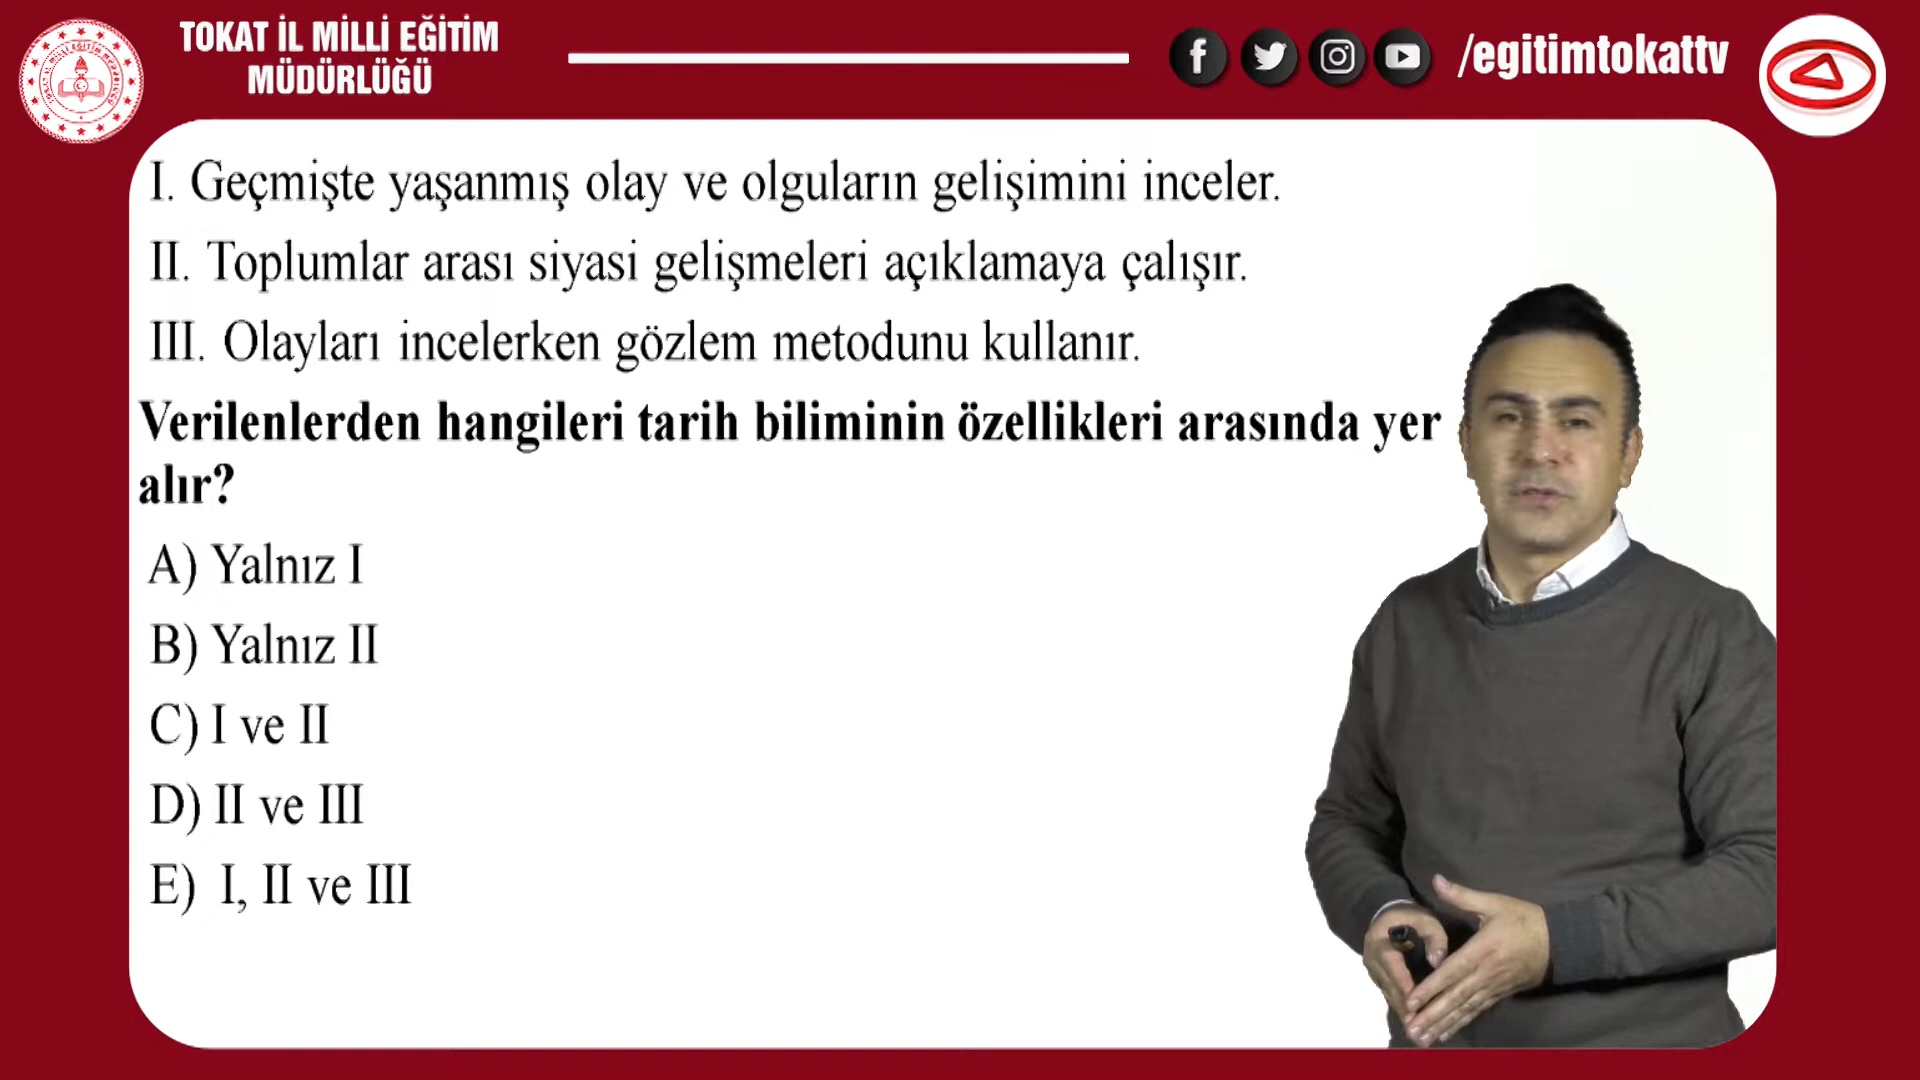 TOKAT İL MİLLİ EĞİTİM
MÜDÜRLÜĞÜ
/egitimtokattv
I. Geçmişte yaşanmış olay ve olguların gelişimini inceler.
II. Toplumlar arası siyasi gelişmeleri açıklamaya çalışır.
III. Olayları incelerken gözlem metodunu kullanır.
Verilenlerden hangileri tarih biliminin özellikleri arasında yer
alır?
A) Yalnız I
B) Yalnız II
C) I ve II
D) II ve III
E) I, II ve III